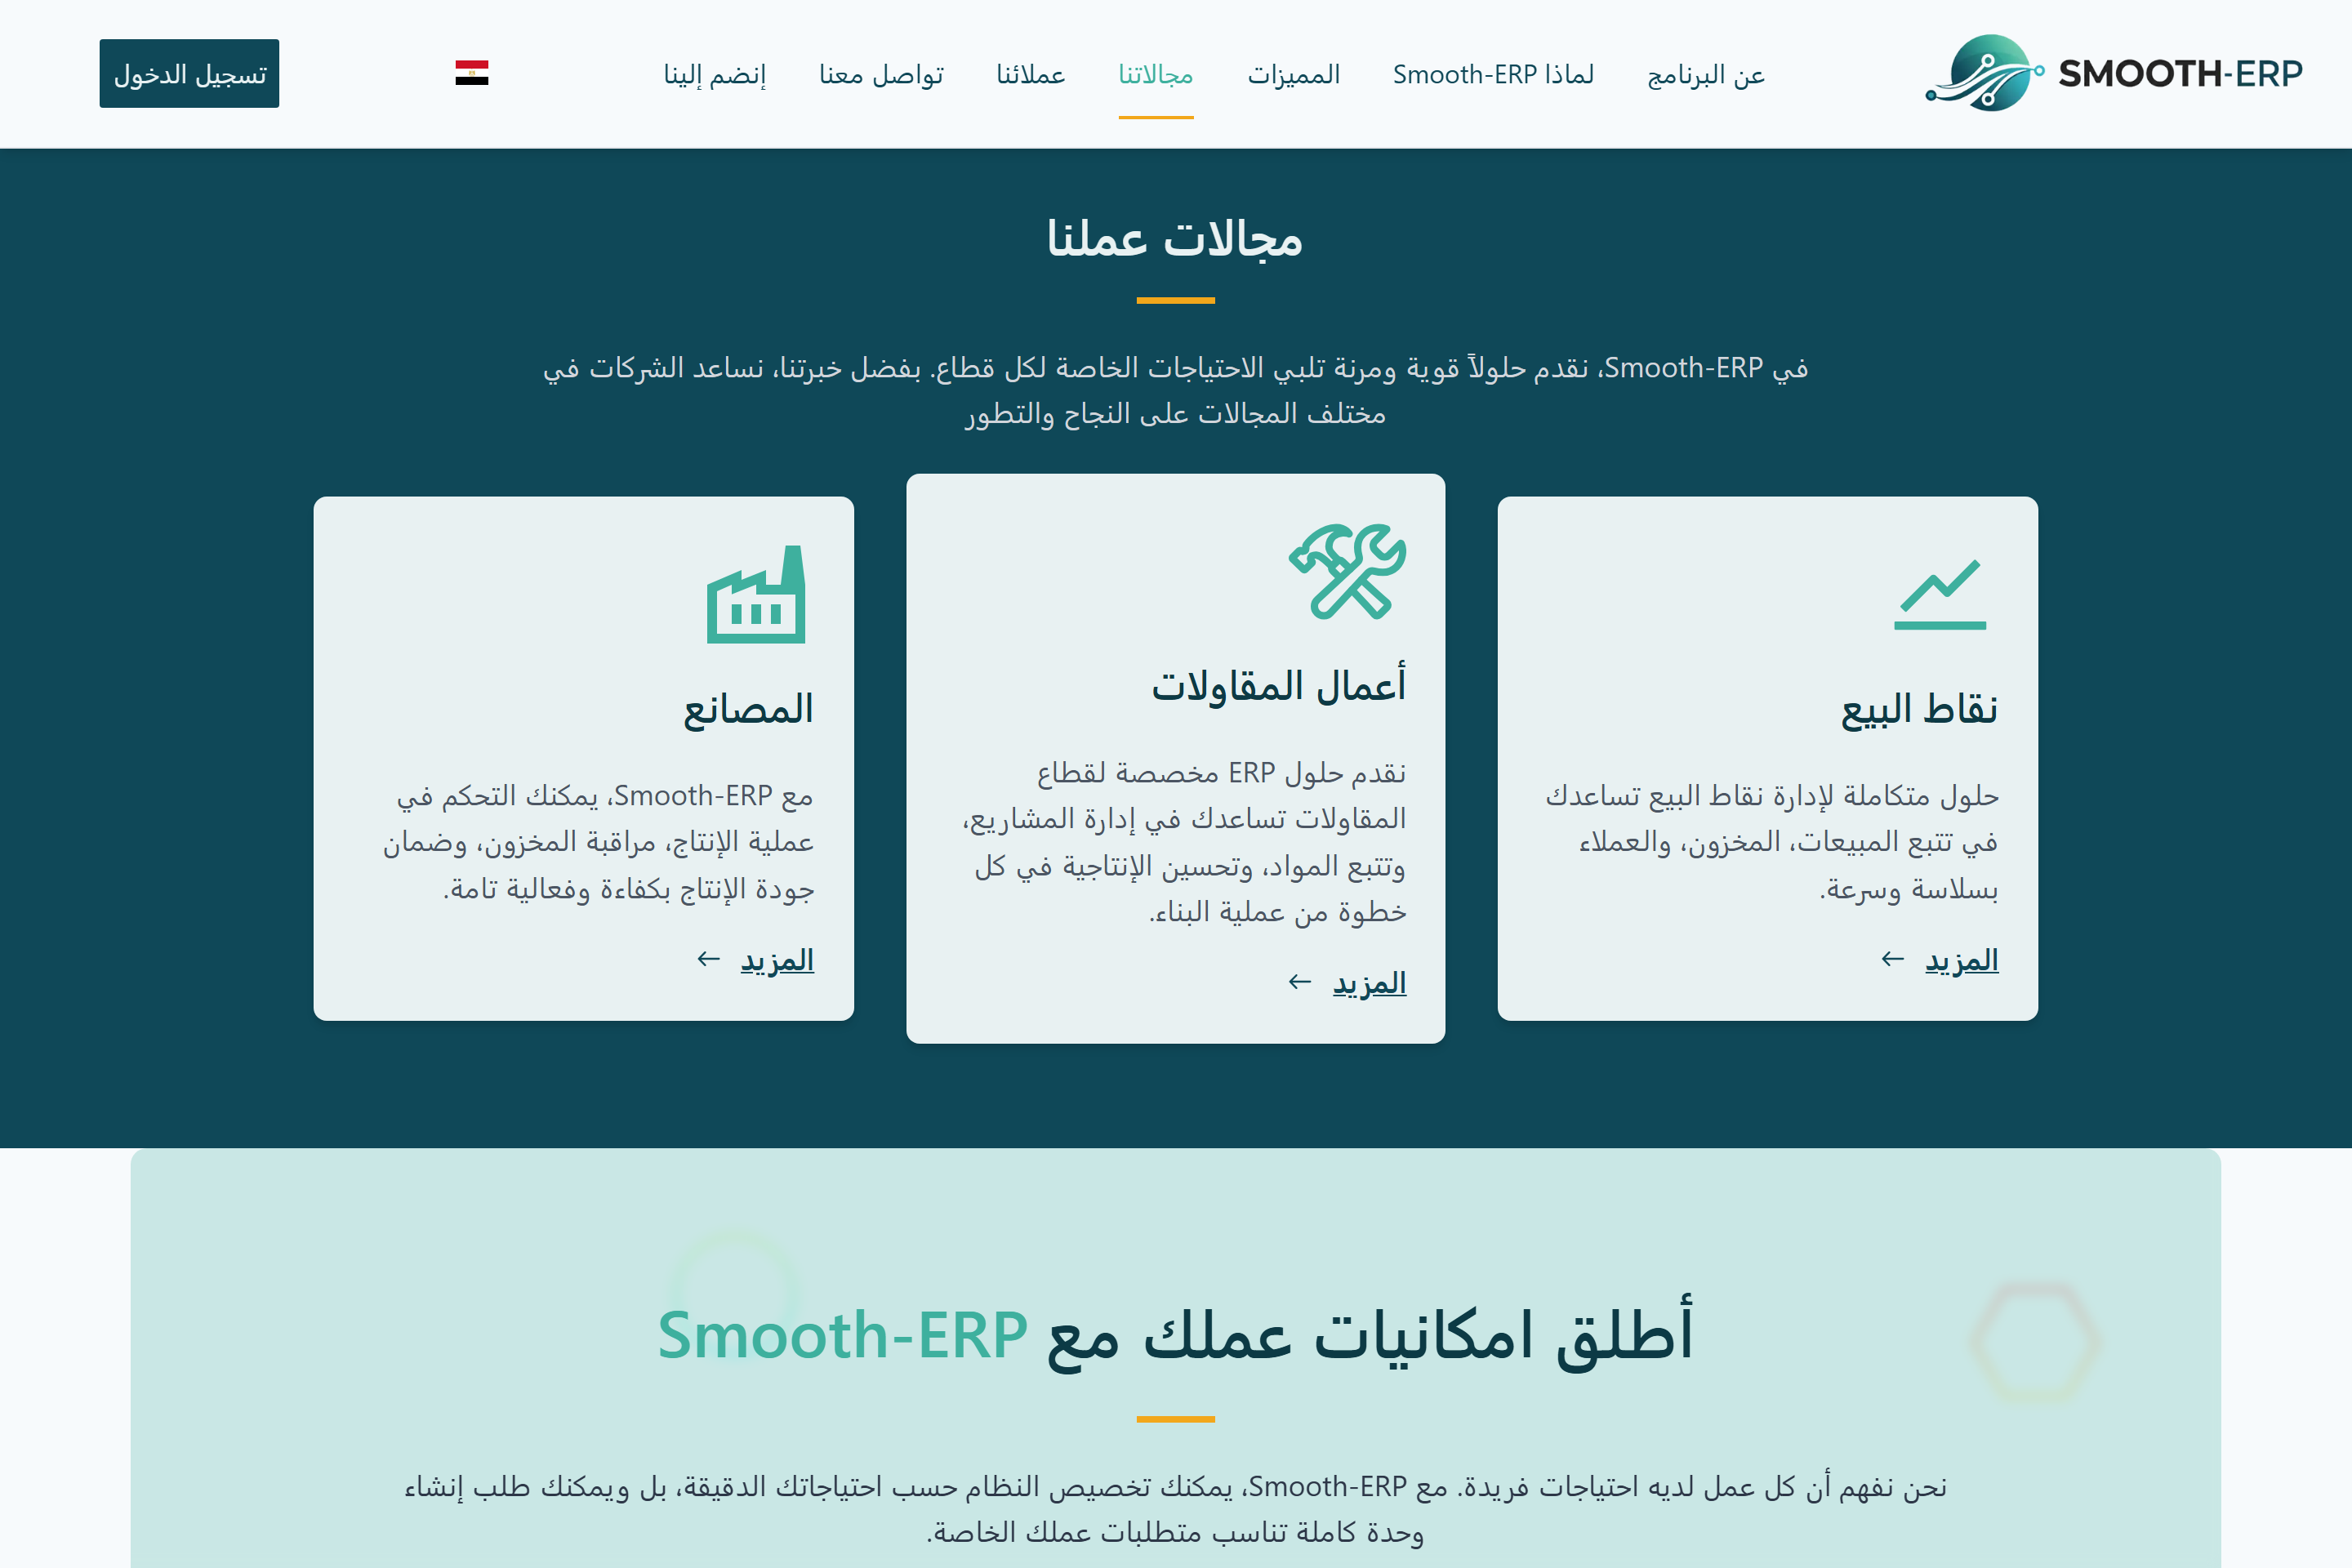 SMOOTH-ERP
عن البرنامج
لماذا Smooth-ERP
المميزات
مجالاتنا
عملائنا
تواصل معنا
إنضم إلينا
تسجيل الدخول
مجالات عملنا
في Smooth-ERP، نقدم حلولاً قوية ومرنة تلبي الاحتياجات الخاصة لكل قطاع. بفضل خبرتنا، نساعد الشركات في
مختلف المجالات على النجاح والتطور
نقاط البيع
حلول متكاملة لإدارة نقاط البيع تساعدك
في تتبع المبيعات، المخزون، والعملاء
بسلاسة وسرعة.
المزيد
أعمال المقاولات
نقدم حلول ERP مخصصة لقطاع
المقاولات تساعدك في إدارة المشاريع،
وتتبع المواد، وتحسين الإنتاجية في كل
خطوة من عملية البناء.
المزيد
المصانع
مع Smooth-ERP، يمكنك التحكم في
عملية الإنتاج، مراقبة المخزون، وضمان
جودة الإنتاج بكفاءة وفعالية تامة.
المزيد
أطلق امكانيات عملك مع Smooth-ERP
نحن نفهم أن كل عمل لديه احتياجات فريدة. مع Smooth-ERP، يمكنك تخصيص النظام حسب احتياجاتك الدقيقة، بل ويمكنك طلب إنشاء
وحدة كاملة تناسب متطلبات عملك الخاصة.